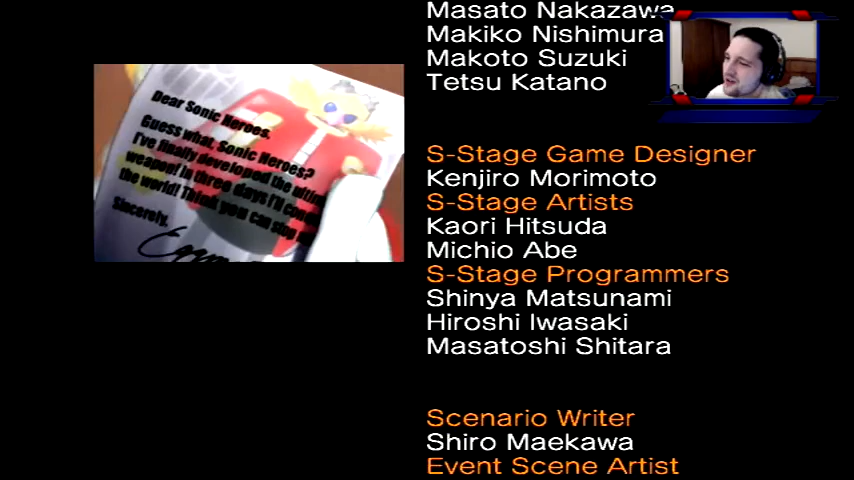 Masato Nakazawa
Makiko Nishimura
Makoto Suzuki
Tetsu Katano
Dear Sonic Heroes,
Guess what, Sonic Heroes?
I've finally developed the
weapon! In three days I'll
the world! Think you can stop
Sincerely,
S-Stage Game Designer
Kenjiro Morimoto
S-Stage Artists
Kaori Hitsuda
Michio Abe
S-Stage Programmers
Shinya Matsunami
Hiroshi Iwasaki
Masatoshi Shitara
Scenario Writer
Shiro Maekawa
Event Scene Artist